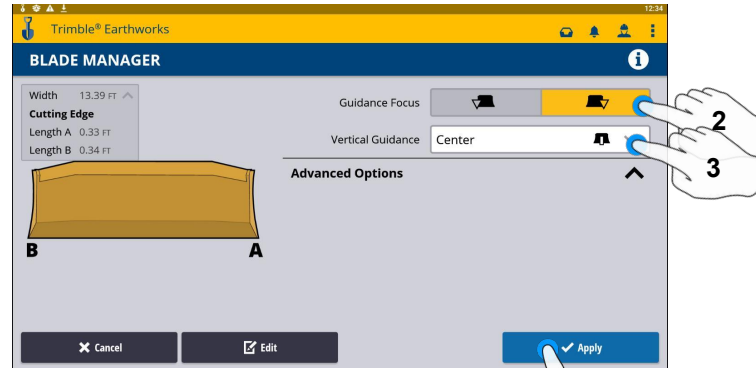 12:34
Trimble® Earthworks
BLADE MANAGER
i
Width 13.39 FT
Cutting Edge
Length A 0.33 FT
Length B 0.34 FT
B A
Guidance Focus
Vertical Guidance Center
Advanced Options
2
3
Cancel Edit Apply